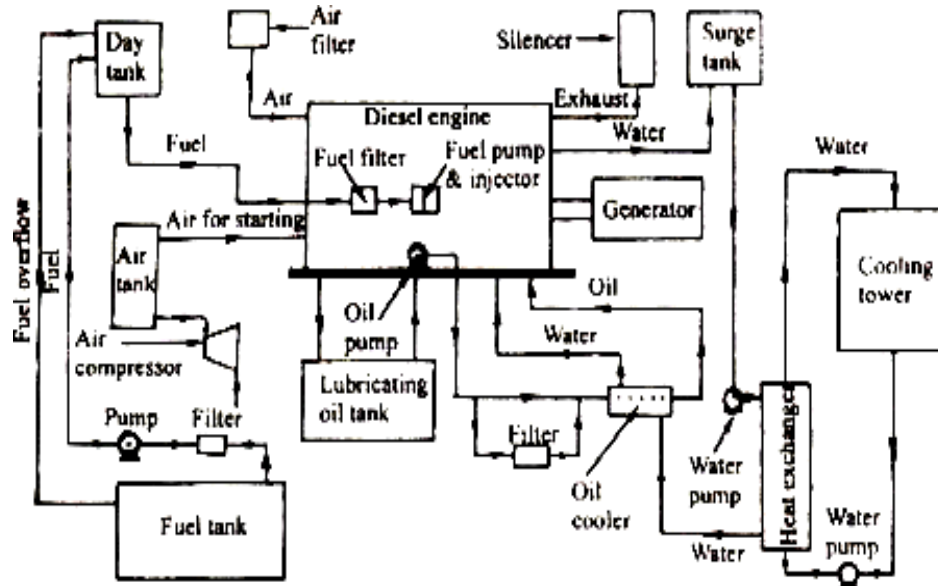 Day
tank
Air
filter
Silencer
Surge
tank
Air
Exhaust
Diesel engine
Water
Fuel
Fuel filter
Fuel pump
& injector
Water
Generator
Air for starting
Cooling
tower
Fuel overflow
Fuel
Air
tank
Oil
pump
Oil
Water
Air
compressor
Lubricating
oil tank
Pump
Filter
Filter
Water
pump
Heat exchanger
Oil
cooler
Fuel tank
Water
Water
pump